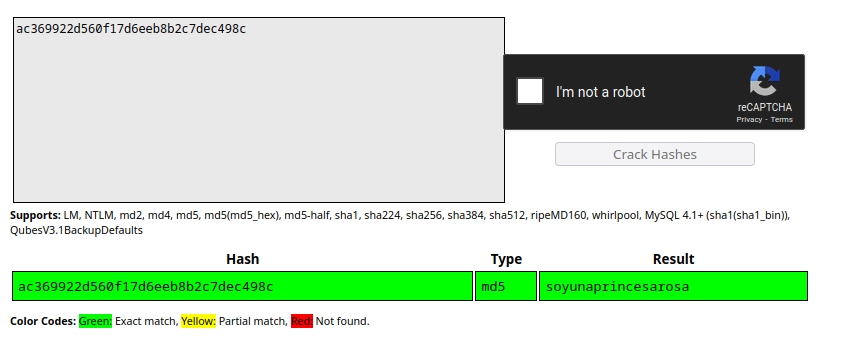 ac369922d560f17d6eeb8b2c7dec498c
I'm not a robot
reCAPTCHA
Privacy - Terms
Crack Hashes
Supports: LM, NTLM, md2, md4, md5, md5(md5_hex), md5-half, sha1, sha224, sha256, sha384, sha512, ripeMD160, whirlpool, MySQL 4.1+ (sha1(sha1_bin)),
QubesV3.1BackupDefaults
Hash Type Result
ac369922d560f17d6eeb8b2c7dec498c md5 soyunaprincesarosa
Color Codes: Green: Exact match, Yellow: Partial match, Red: Not found.